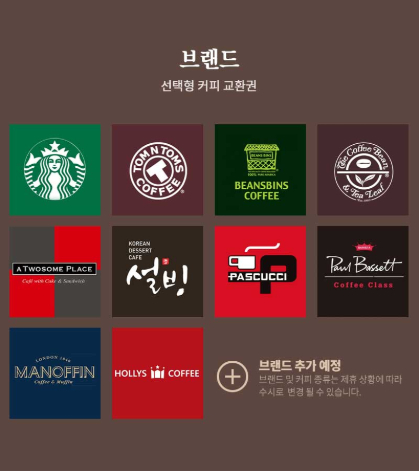 브랜드
선택형 커피 교환권
TOM N TOMS
COFFEE
BEANSBINS
COFFEE
The Coffee Bean
& Tea Leaf
A TWOSOME PLACE
Café with Cake & Sandwich
KOREAN
DESSERT
CAFE
설빙
PASCUCCI
Paul Bassett
Coffee Class
LONDON
MANOFFIN
Coffee & Muffin
HOLLYS COFFEE
브랜드 추가 예정
브랜드 및 커피 종류는 제휴 상황에 따라
수시로 변경 될 수 있습니다.